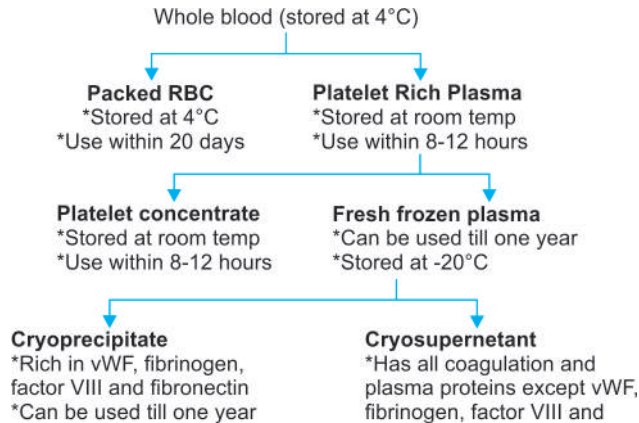 Whole blood (stored at 4°C)
Packed RBC
*Stored at 4°C
*Use within 20 days
Platelet Rich Plasma
*Stored at room temp
*Use within 8-12 hours
Platelet concentrate
*Stored at room temp
*Use within 8-12 hours
Fresh frozen plasma
*Can be used till one year
*Stored at -20°C
Cryoprecipitate
*Rich in vWF, fibrinogen,
factor VIII and fibronectin
*Can be used till one year
Cryosupernetant
*Has all coagulation and
plasma proteins except vWF,
fibrinogen, factor VIII and